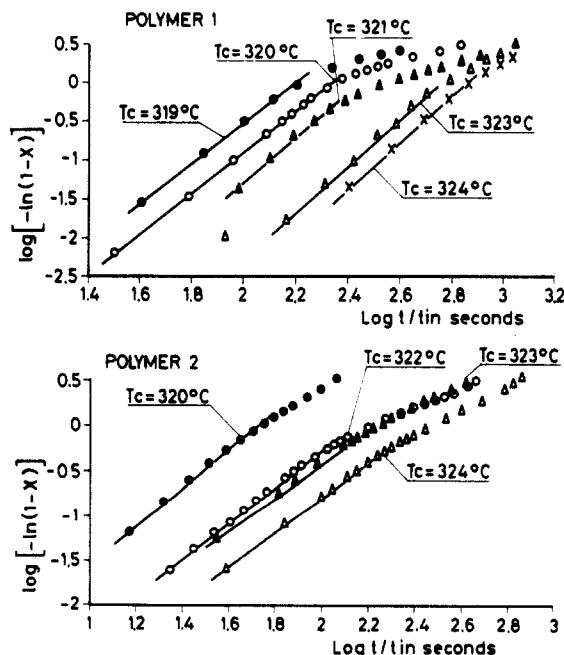 POLYMER 1
Tc = 321°C
Tc = 320°C
Tc = 319°C
Tc = 323°C
Tc = 324°C
log[-ln(1-X)]
0.5
0
-0.5
-1
-1.5
-2
-2.5
1.4 1.6 1.8 2 2.2 2.4 2.6 2.8 3 3.2
Log t/tin seconds
POLYMER 2
Tc = 322°C
Tc = 323°C
Tc = 320°C
Tc = 324°C
log[-ln(1-X)]
0.5
0
-0.5
-1
-1.5
-2
1 1.2 1.4 1.6 1.8 2 2.2 2.4 2.6 2.8 3
Log t/tin seconds